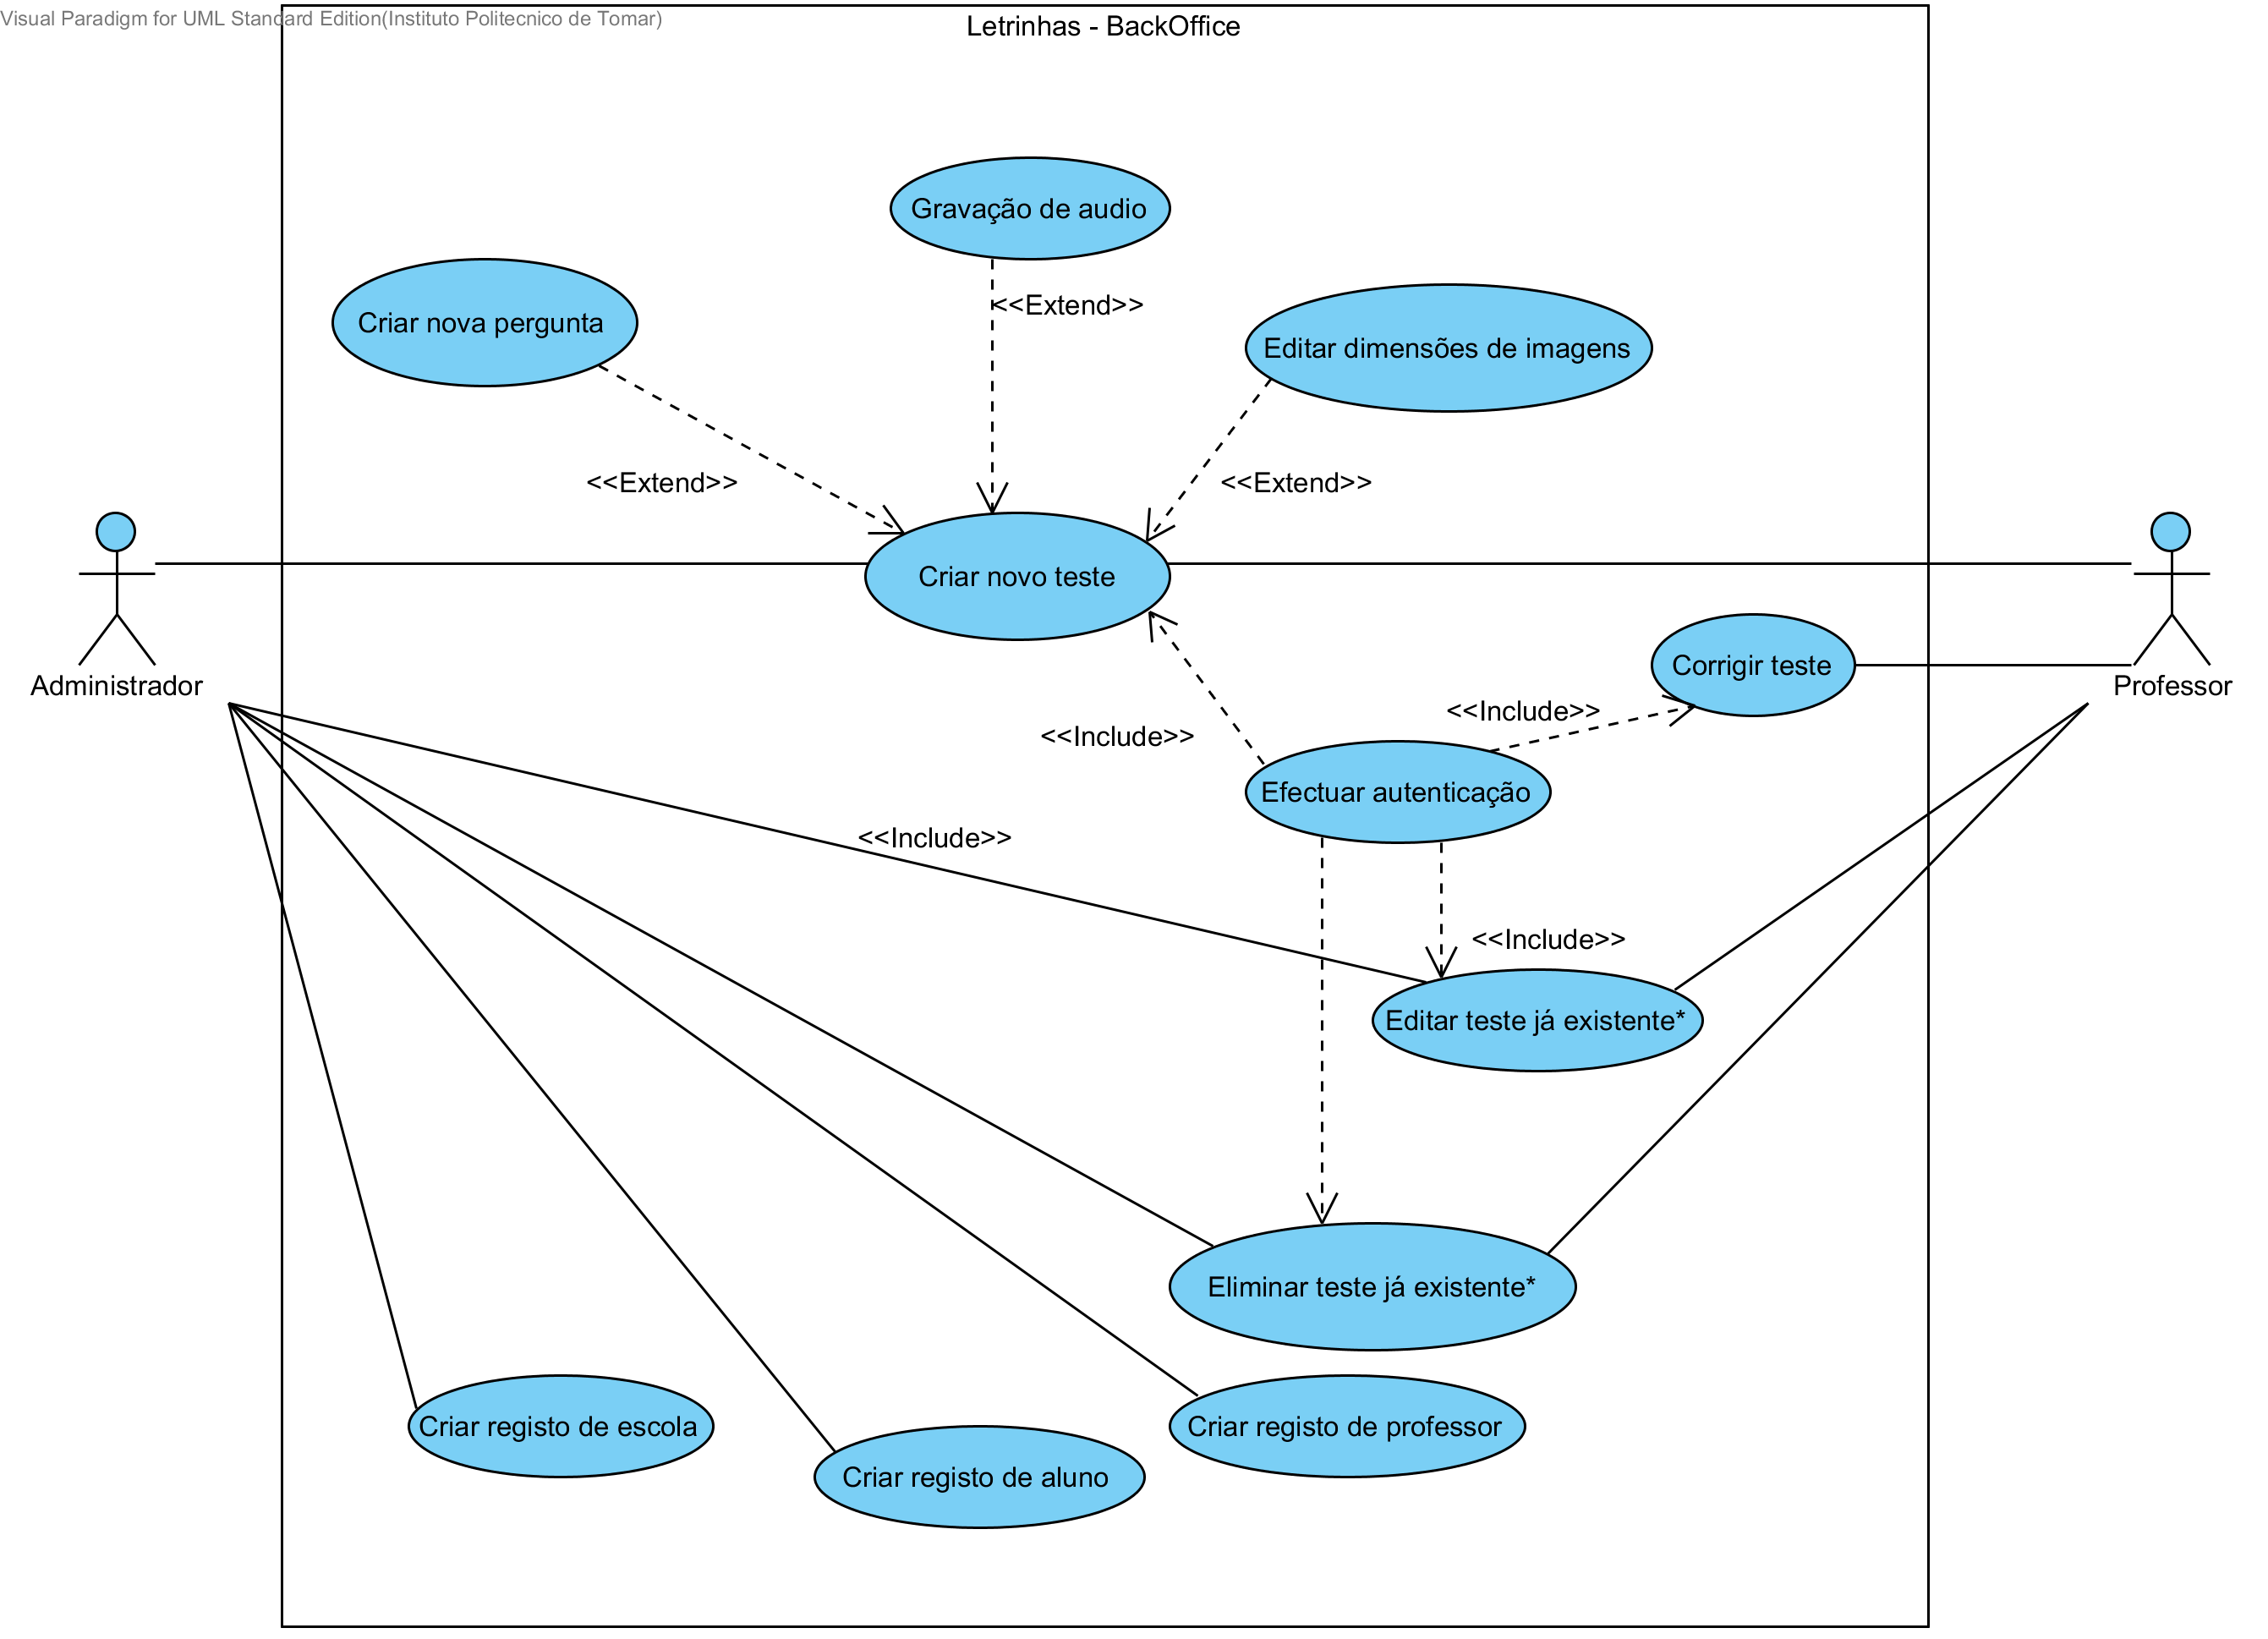 Visual Paradigm for UML Standard Edition(Instituto Politecnico de Tomar)
Letrinhas - BackOffice
Gravação de audio
<<Extend>>
Criar nova pergunta
Editar dimensões de imagens
<<Extend>>
<<Extend>>
Criar novo teste
Administrador
Corrigir teste
Professor
<<Include>>
<<Include>>
Efectuar autenticação
<<Include>>
<<Include>>
Editar teste já existente*
Eliminar teste já existente*
Criar registo de escola
Criar registo de professor
Criar registo de aluno